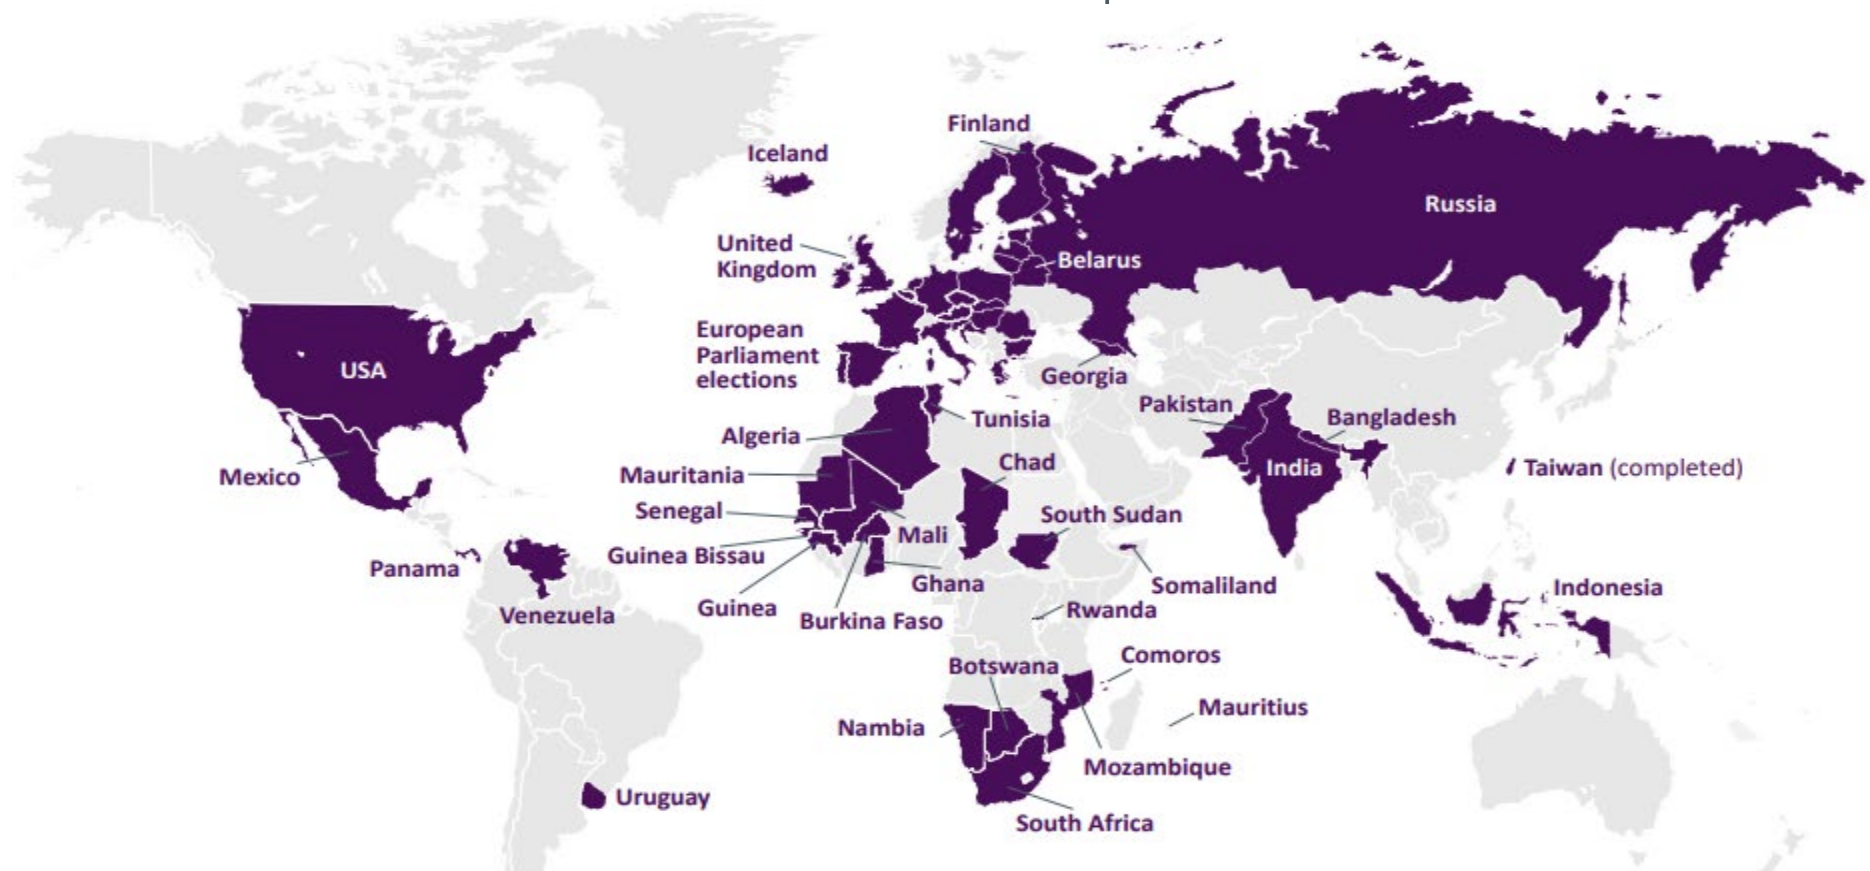 Finland
Iceland
Russia
United
Kingdom
Belarus
European
Parliament
elections
USA
Georgia
Pakistan
Bangladesh
Tunisia
Algeria
Mexico
Mauritania
Chad
India
Taiwan (completed)
Senegal
South Sudan
Mali
Guinea Bissau
Panama
Ghana
Somaliland
Indonesia
Venezuela
Guinea
Burkina Faso
Rwanda
Botswana
Comoros
Nambia
Mauritius
Mozambique
Uruguay
South Africa